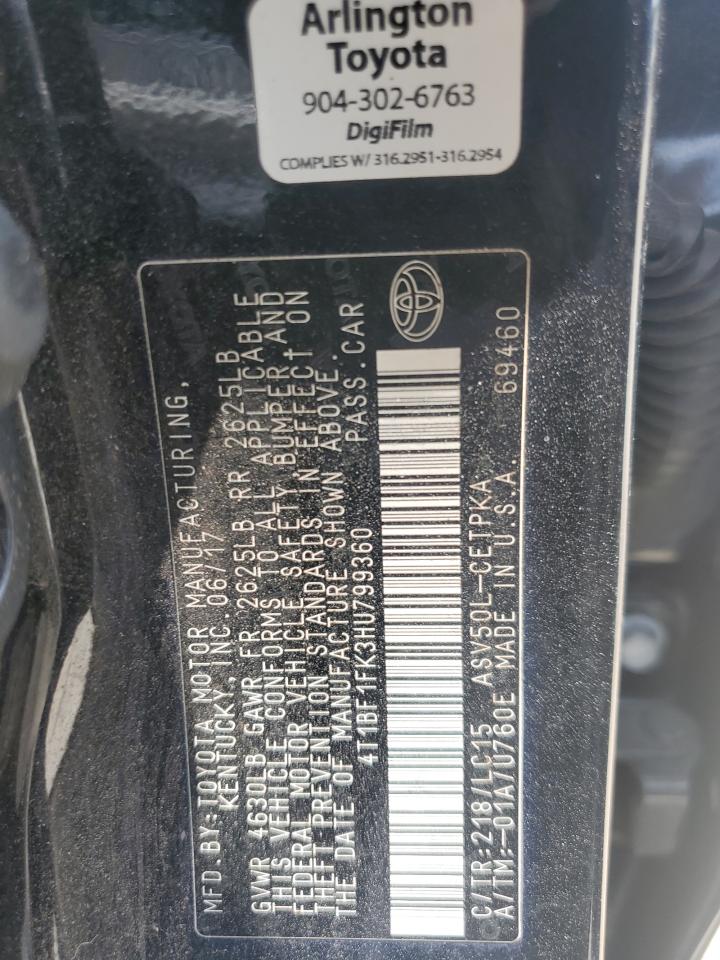 Arlington
Toyota
904-302-6763
DigiFilm
COMPLIES W/ 316.2951-316.2954
MFD.BY:TOYOTA MOTOR MANUFACTURING,
KENTUCKY, INC.06/17
GVWR 4630LB GAWR FR 2625LB RR 2625LB
THIS VEHICLE CONFORMS TO ALL APPLICABLE
FEDERAL MOTOR VEHICLE SAFETY BUMPER AND
THEFT PREVENTION STANDARDS IN EFFECT ON
THE DATE OF MANUFACTURE SHOWN ABOVE.
4T1BF1FK3HU799360 PASS.CAR
C/TR:218/LC15 ASV50L-CETPKA
A/TM:-01A/U760E MADE IN U.S.A. 69460